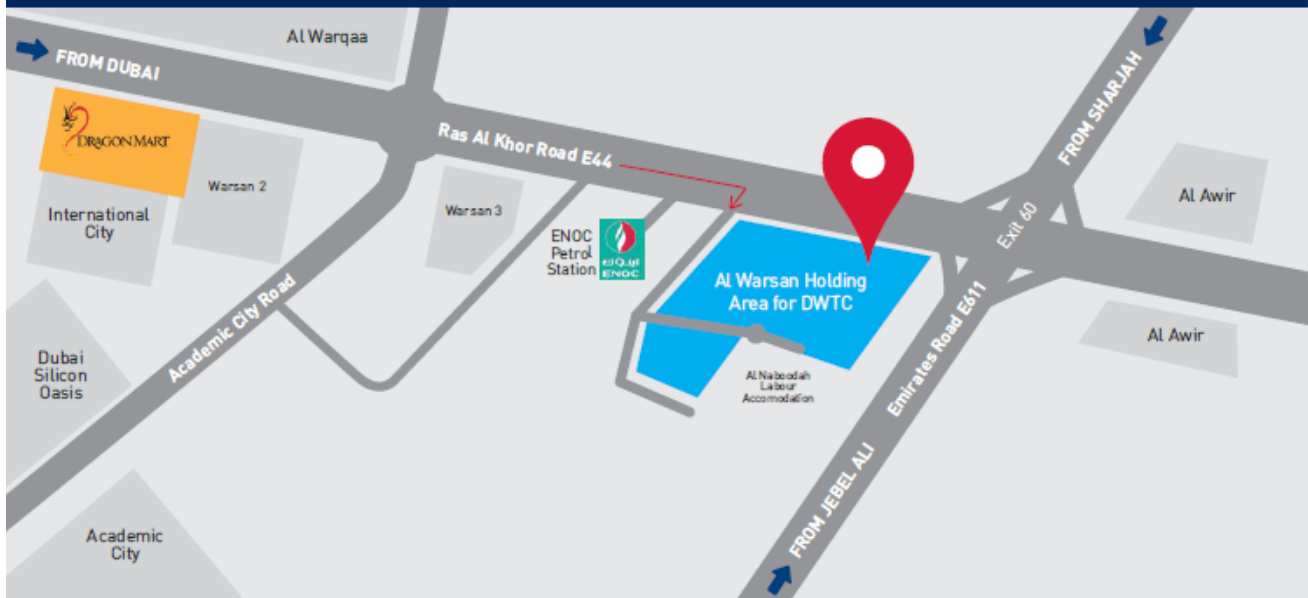 Al Warqaa
FROM DUBAI
DRAGON MART
International
City
Warsan 2
Ras Al Khor Road E44
Warsan 3
ENOC
Petrol
Station
اينوك
ENOC
Al Warsan Holding
Area for DWTC
Al Naboodah
Labour
Accomodation
FROM SHARJAH
Exit 60
Emirates Road E611
FROM JEBEL ALI
Al Awir
Al Awir
Academic City Road
Dubai
Silicon
Oasis
Academic
City